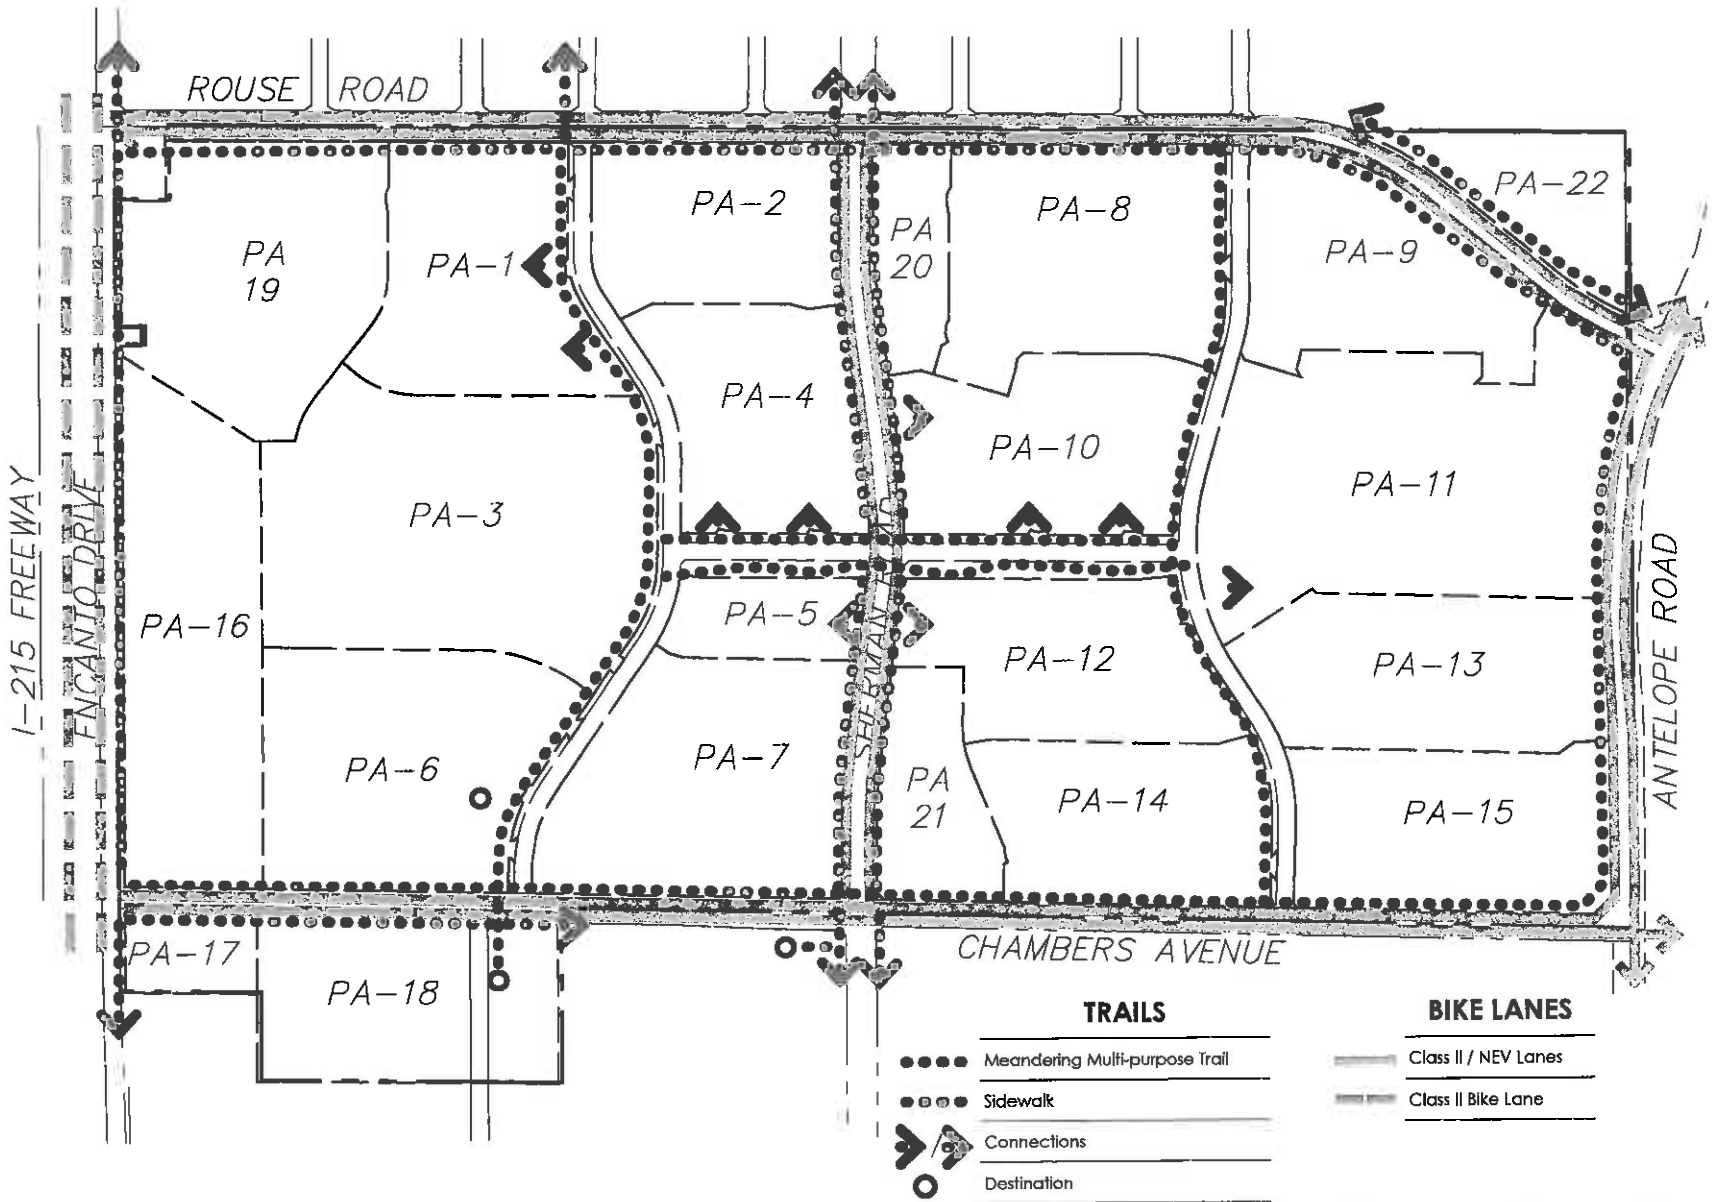 ROUSE ROAD
PA-22
PA-2
PA-8
PA
20
PA-9
PA
19
PA-1
PA-4
PA-10
PA-11
PA-3
I-215 FREEWAY
ENCANTO DRIVE
SHERMAN ROAD
ANTELOPE ROAD
PA-16
PA-5
PA-12
PA-13
PA-6
PA-7
PA
21
PA-14
PA-15
PA-17
PA-18
CHAMBERS AVENUE
TRAILS
Meandering Multi-purpose Trail
Sidewalk
Connections
Destination
BIKE LANES
Class II / NEV Lanes
Class II Bike Lane